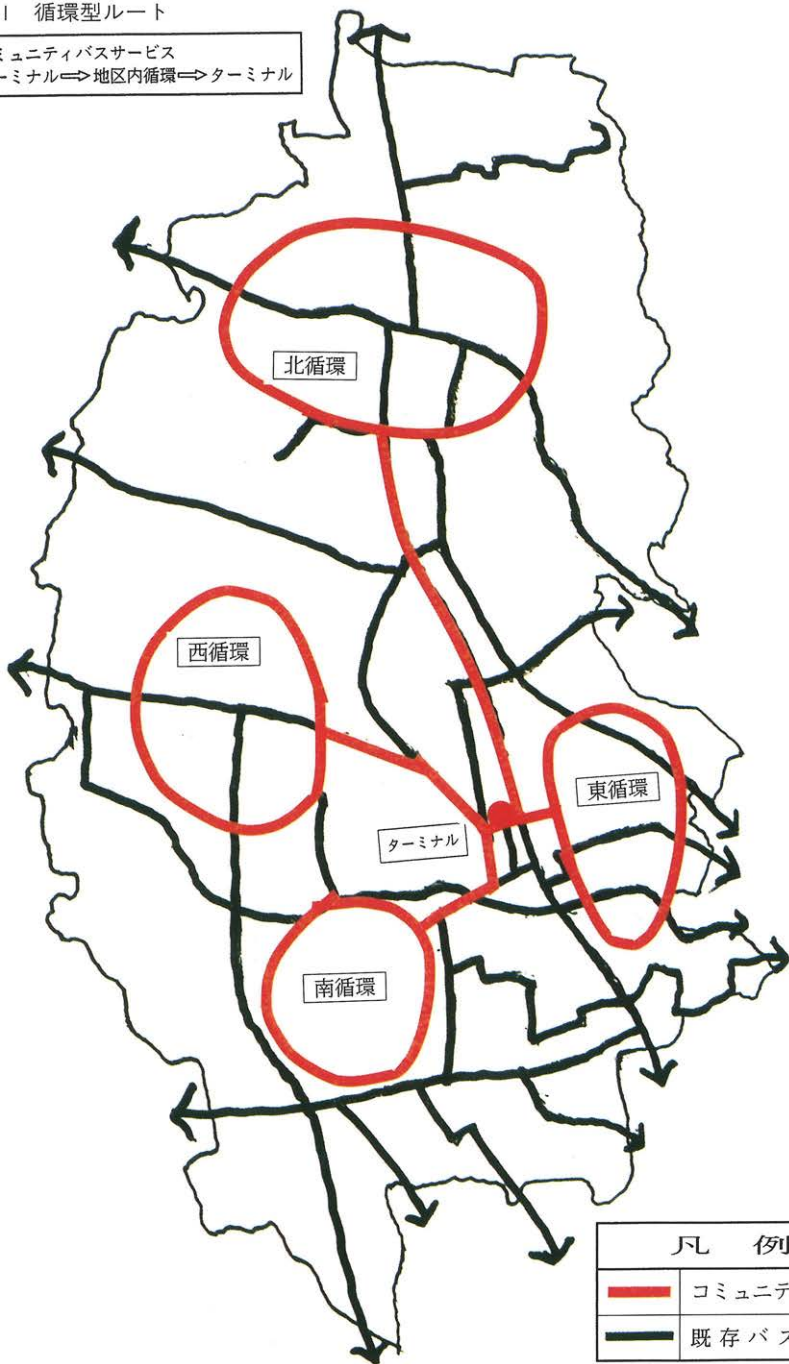 循環型ルート
ミュニティバスサービス
ーミナル⇒地区内循環⇒ターミナル
北循環
西循環
東循環
ターミナル
南循環
凡例
コミュニテ
既存バス